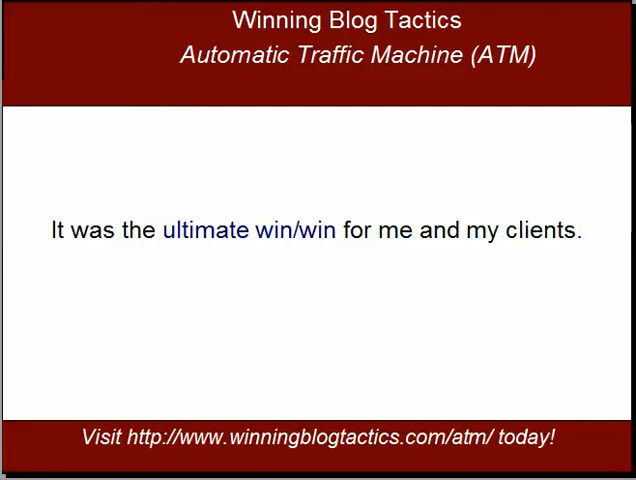 Winning Blog Tactics
Automatic Traffic Machine (ATM)
It was the ultimate win/win for me and my clients.
Visit http://www.winningblogtactics.com/atm/ today!